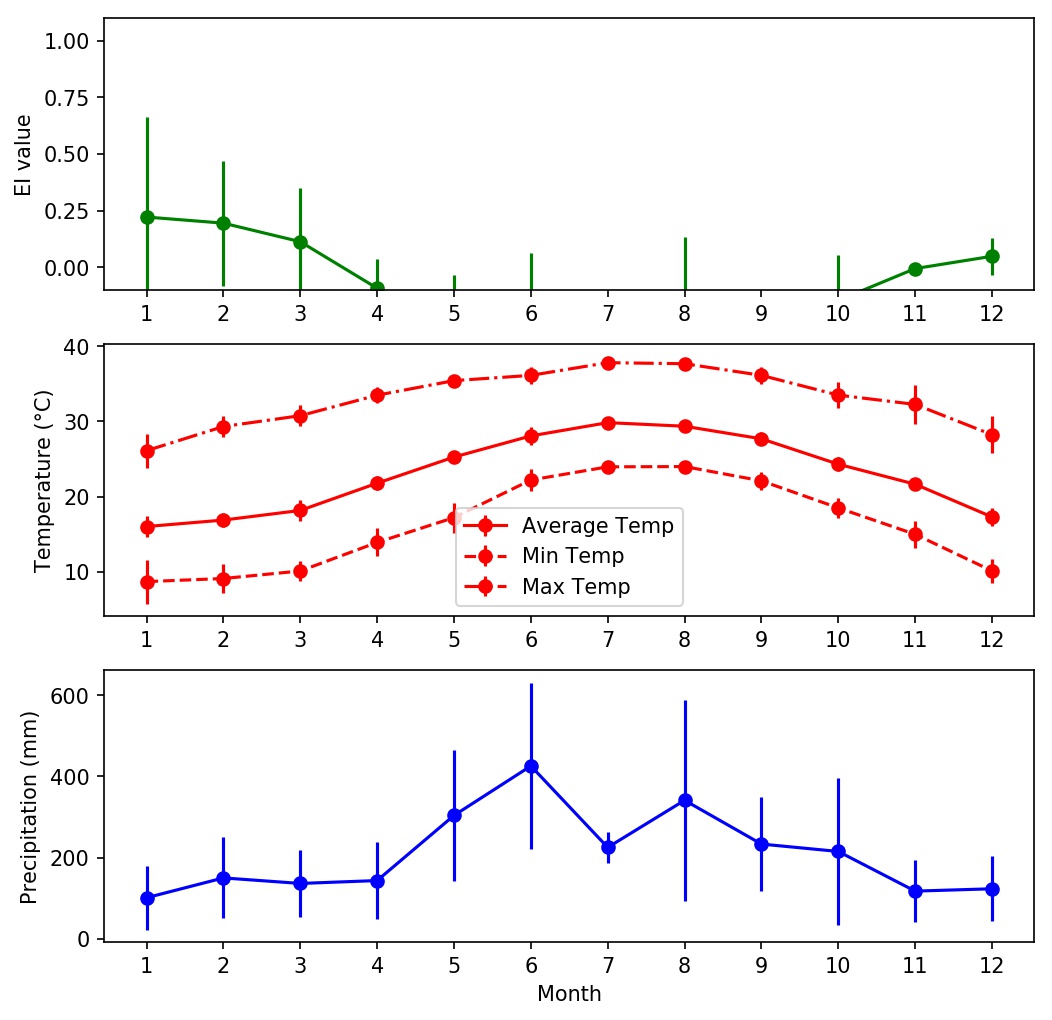 EI value
1.00
0.75
0.50
0.25
0.00
1 2 3 4 5 6 7 8 9 10 11 12
Temperature (°C)
40
30
20
10
Average Temp
Min Temp
Max Temp
1 2 3 4 5 6 7 8 9 10 11 12
Precipitation (mm)
600
400
200
0
1 2 3 4 5 6 7 8 9 10 11 12
Month